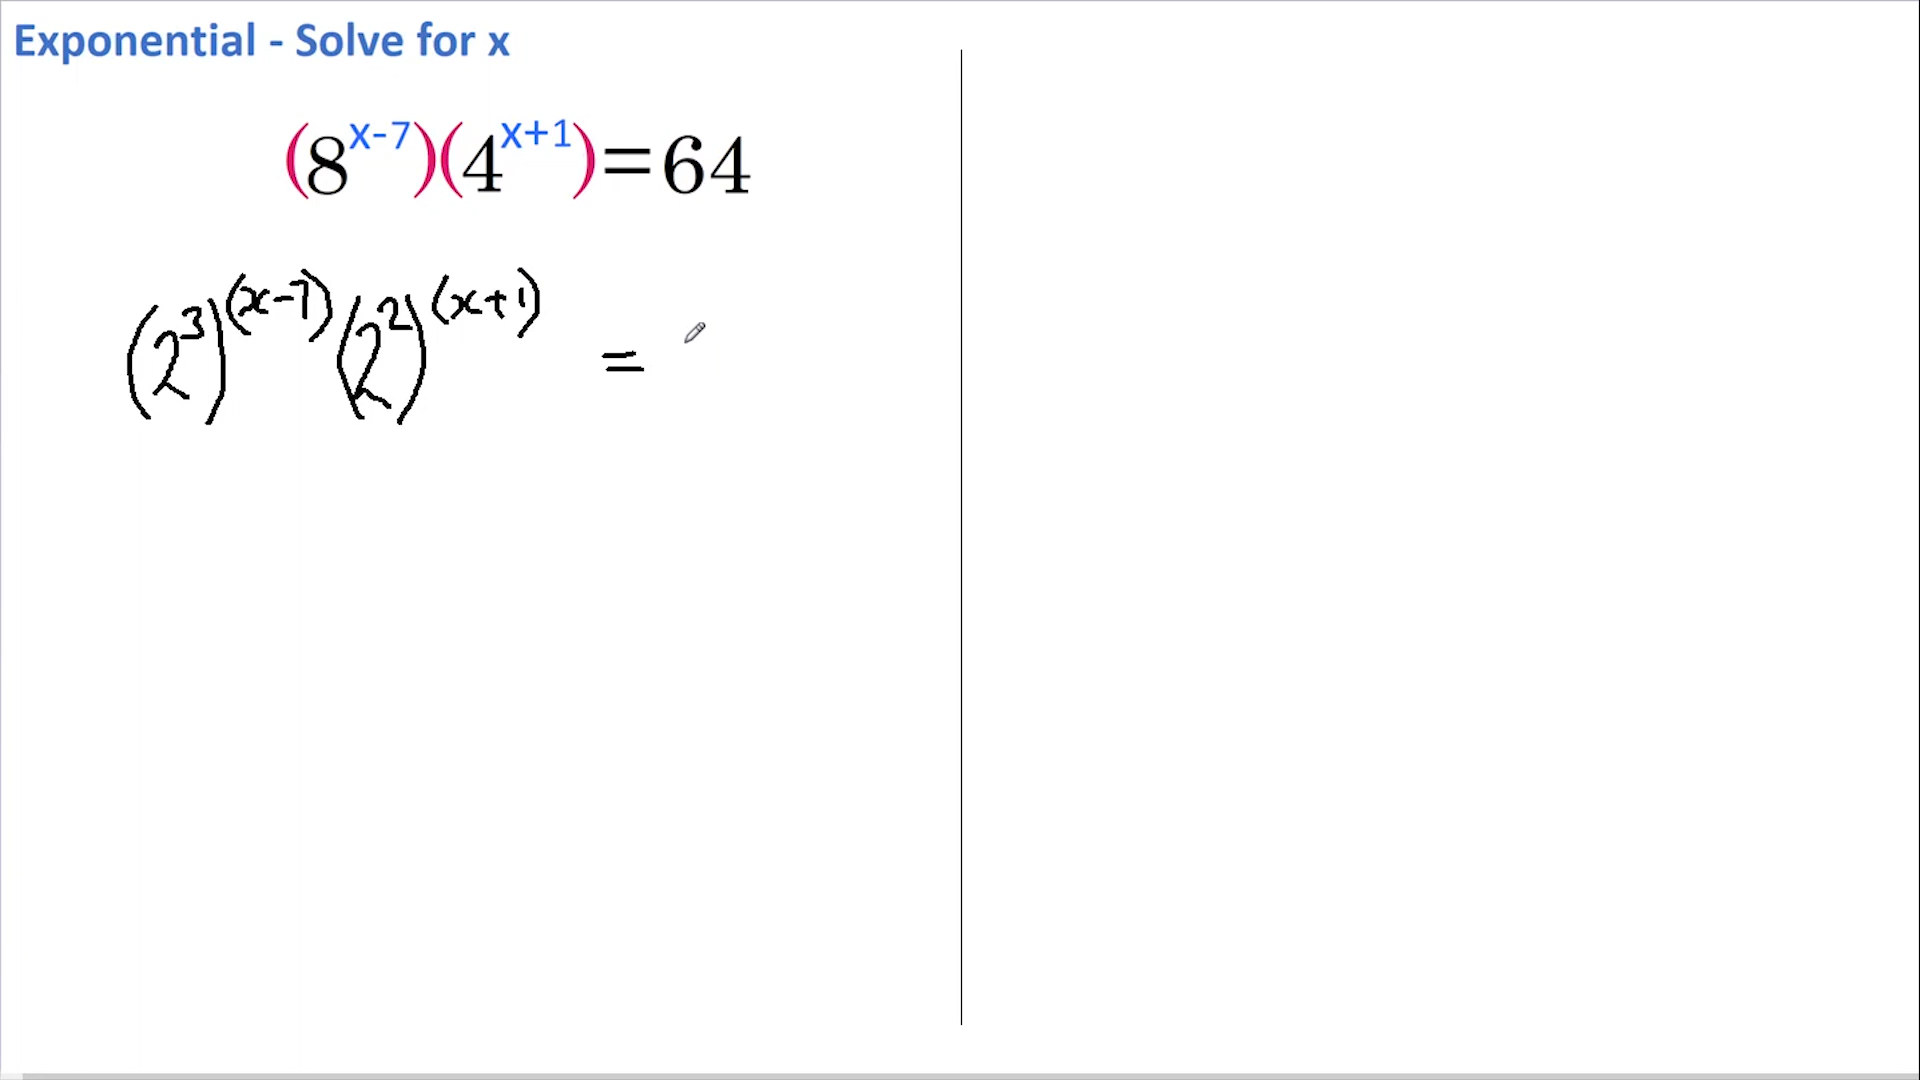 Exponential - Solve for x
(8^(x-7))(4^(x+1))=64
(2^3)^(x-7)(2^2)^(x+1) =